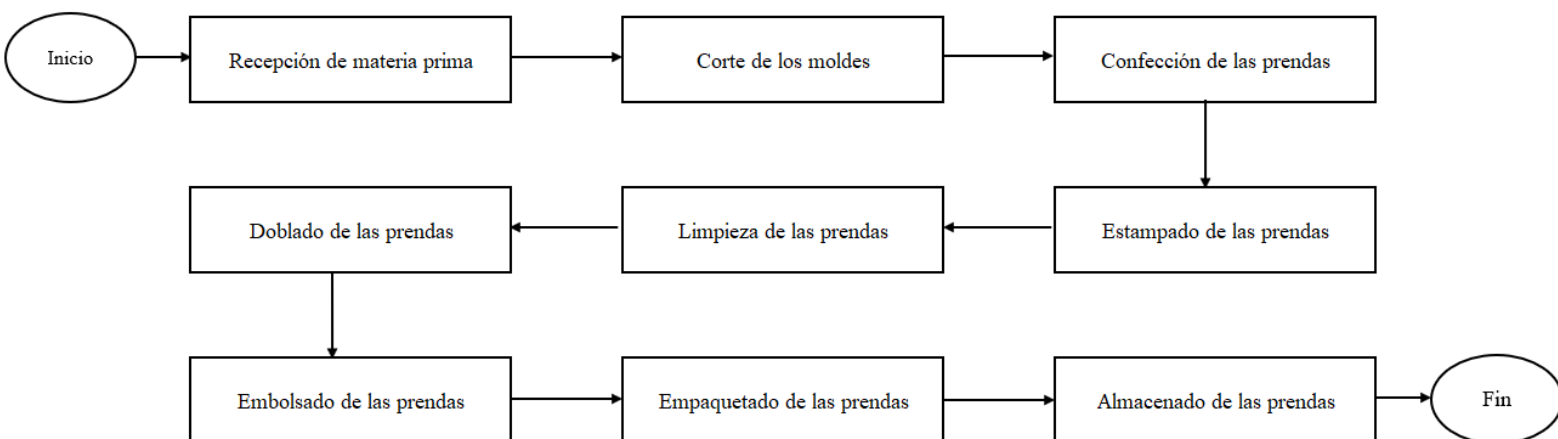 Inicio
Recepción de materia prima
Corte de los moldes
Confección de las prendas
Estampado de las prendas
Limpieza de las prendas
Doblado de las prendas
Embolsado de las prendas
Empaquetado de las prendas
Almacenado de las prendas
Fin